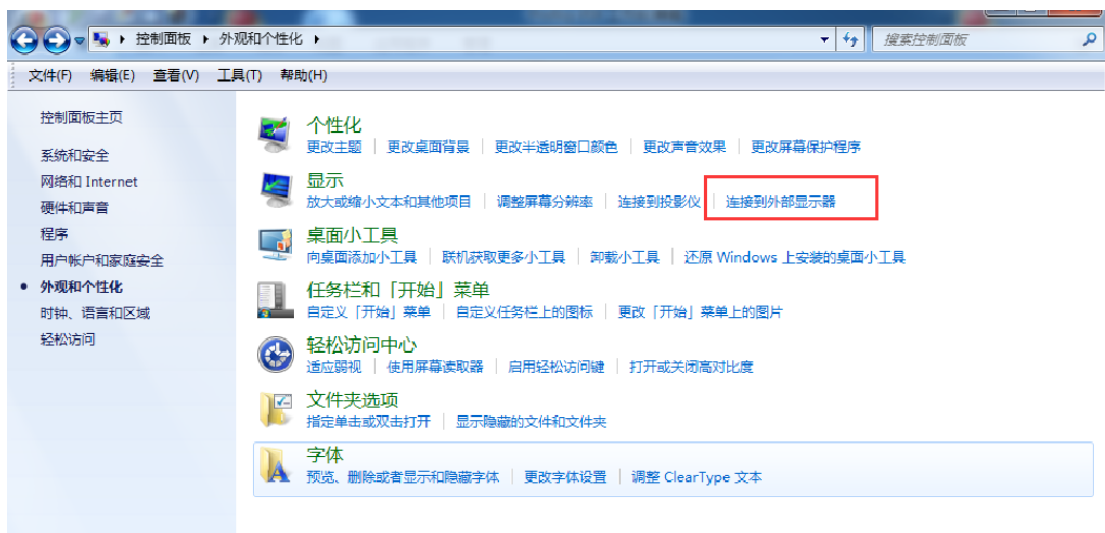 控制面板 外观和个性化 搜索控制面板
文件(F) 编辑(E) 查看(V) 工具(T) 帮助(H)
控制面板主页
系统和安全
网络和 Internet
硬件和声音
程序
用户帐户和家庭安全
外观和个性化
时钟、语言和区域
轻松访问
个性化
更改主题 更改桌面背景 更改半透明窗口颜色 更改声音效果 更改屏幕保护程序
显示
放大或缩小文本和其他项目 调整屏幕分辨率 连接到投影仪 连接到外部显示器
桌面小工具
向桌面添加小工具 联机获取更多小工具 卸载小工具 还原 Windows 上安装的桌面小工具
任务栏和「开始」菜单
自定义「开始」菜单 自定义任务栏上的图标 更改「开始」菜单上的图片
轻松访问中心
适应弱视 使用屏幕读取器 启用轻松访问键 打开或关闭高对比度
文件夹选项
指定单击或双击打开 显示隐藏的文件和文件夹
字体
预览、删除或者显示和隐藏字体 更改字体设置 调整 ClearType 文本